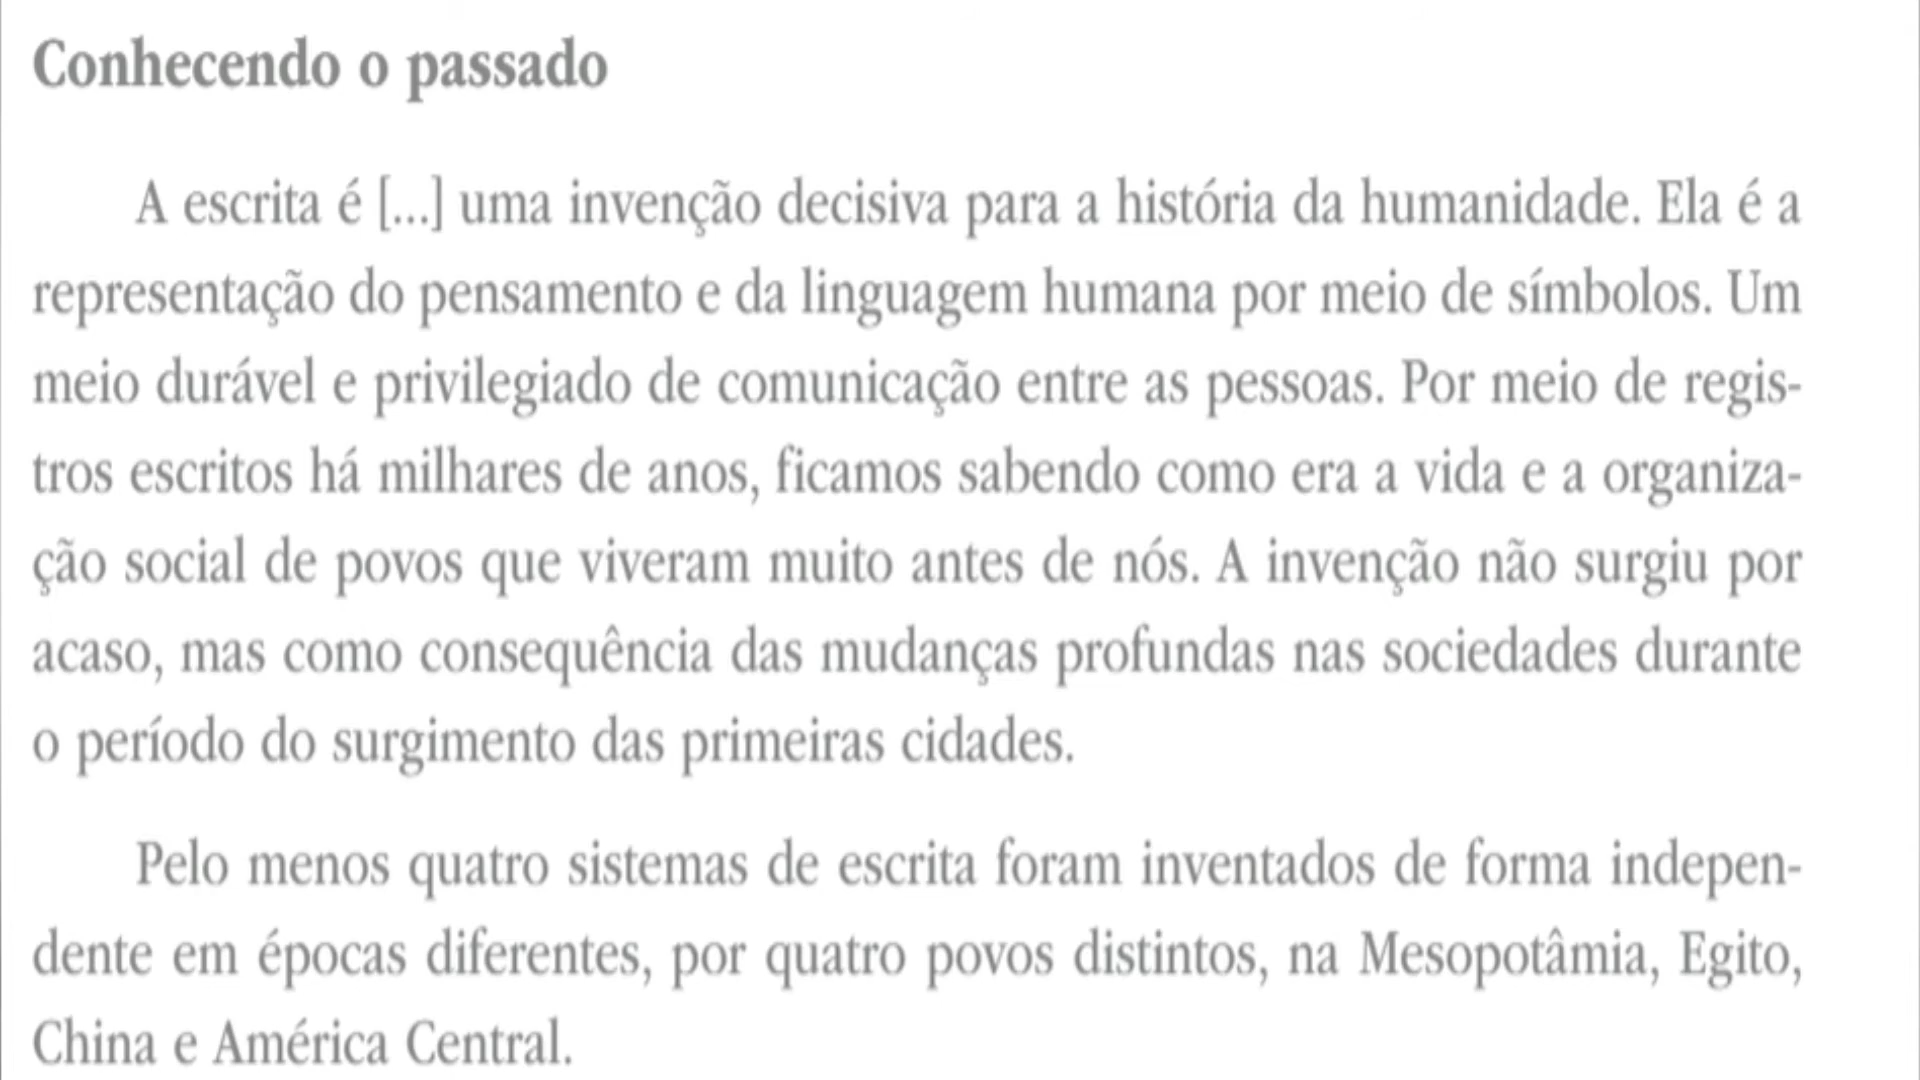 Conhecendo o passado
A escrita é [...] uma invenção decisiva para a história da humanidade. Ela é a
representação do pensamento e da linguagem humana por meio de símbolos. Um
meio durável e privilegiado de comunicação entre as pessoas. Por meio de regis-
tros escritos há milhares de anos, ficamos sabendo como era a vida e a organiza-
ção social de povos que viveram muito antes de nós. A invenção não surgiu por
acaso, mas como consequência das mudanças profundas nas sociedades durante
o período do surgimento das primeiras cidades.
Pelo menos quatro sistemas de escrita foram inventados de forma indepen-
dente em épocas diferentes, por quatro povos distintos, na Mesopotâmia, Egito,
China e América Central.